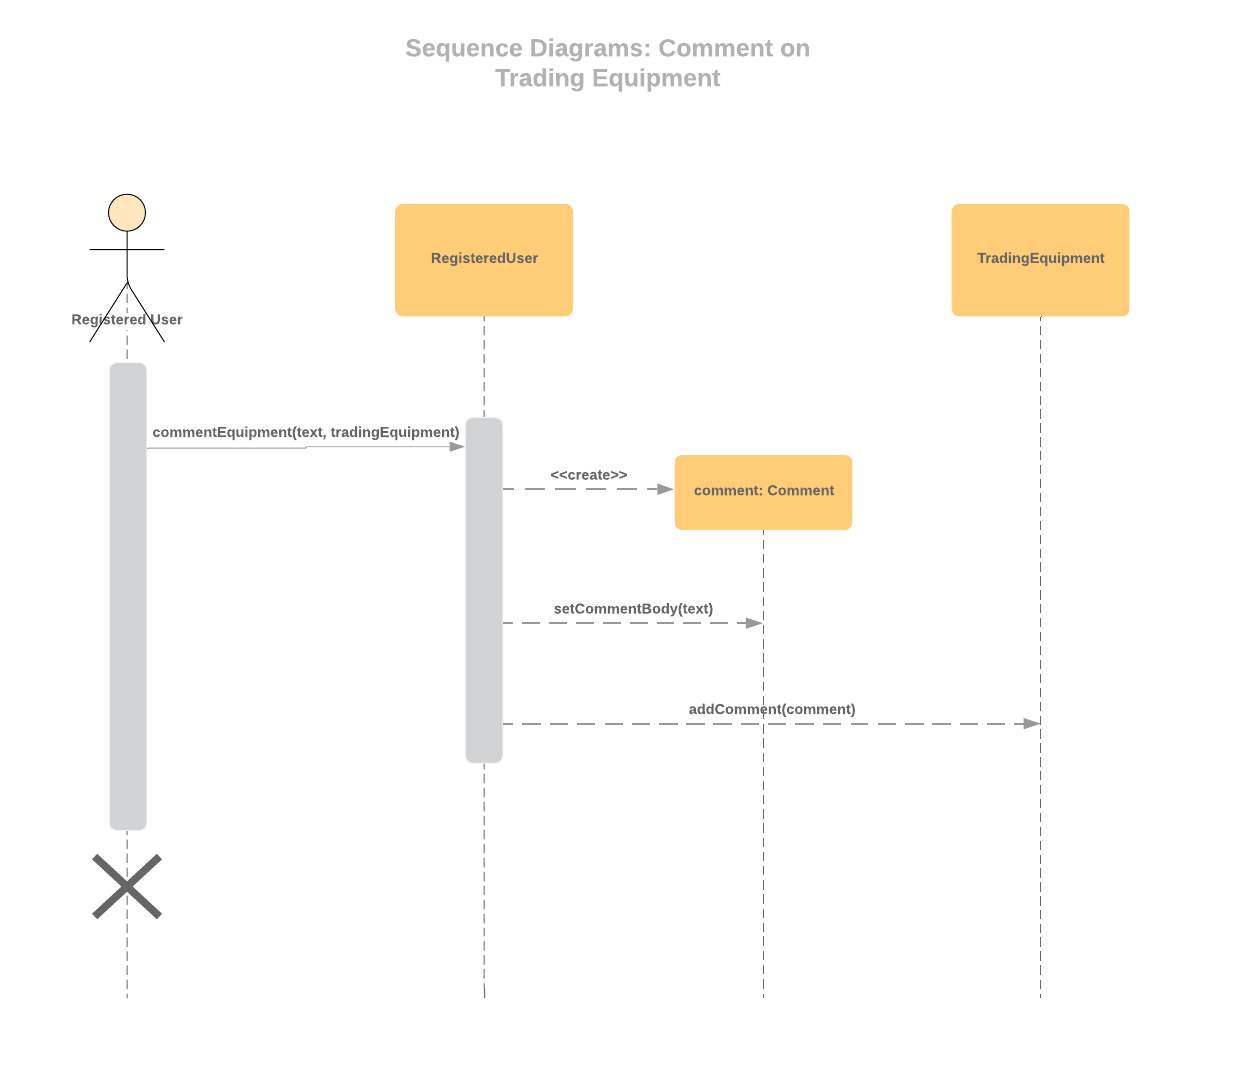 Sequence Diagrams: Comment on
Trading Equipment
Registered User
RegisteredUser
TradingEquipment
commentEquipment(text, tradingEquipment)
<<create>>
comment: Comment
setCommentBody(text)
addComment(comment)